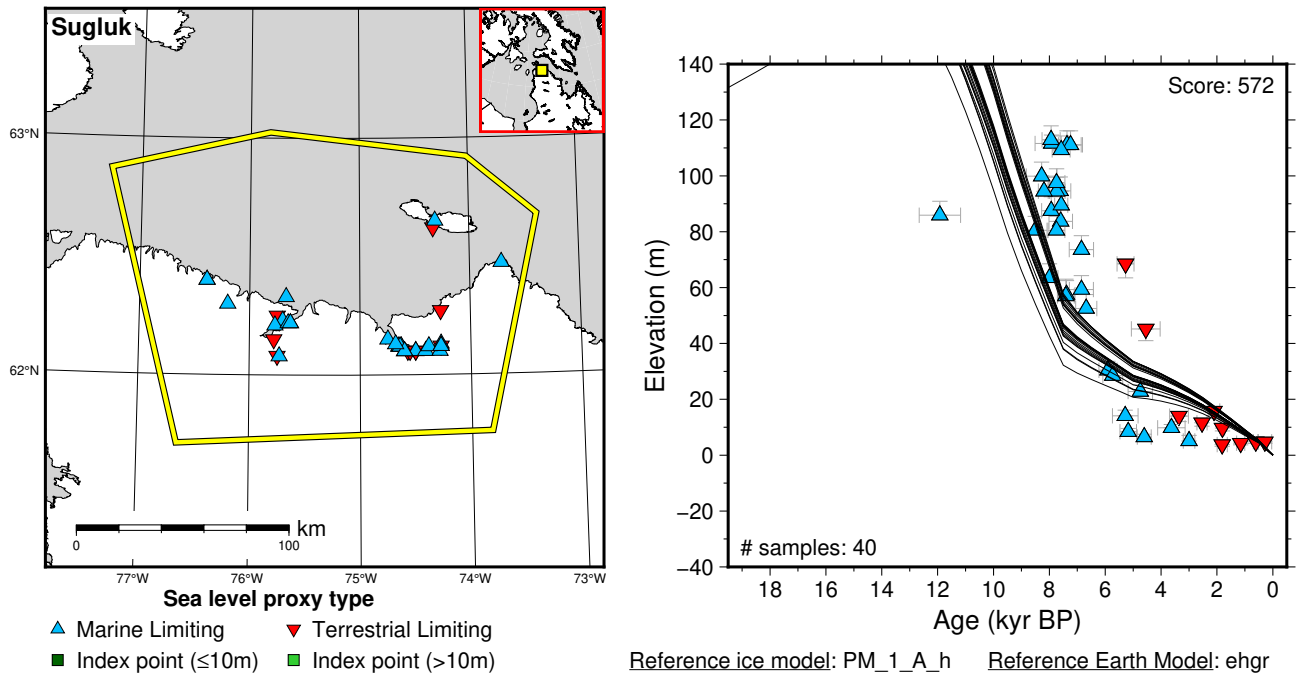 Sugluk
63°N
62°N
km
0
100
77°W
76°W
75°W
74°W
73°W
Sea level proxy type
Marine Limiting
Terrestrial Limiting
Index point (≤10m)
Index point (>10m)
140
120
100
80
60
40
20
0
−20
−40
Elevation (m)
Score: 572
# samples: 40
18 16 14 12 10 8 6 4 2 0
Age (kyr BP)
Reference ice model: PM_1_A_h Reference Earth Model: ehgr